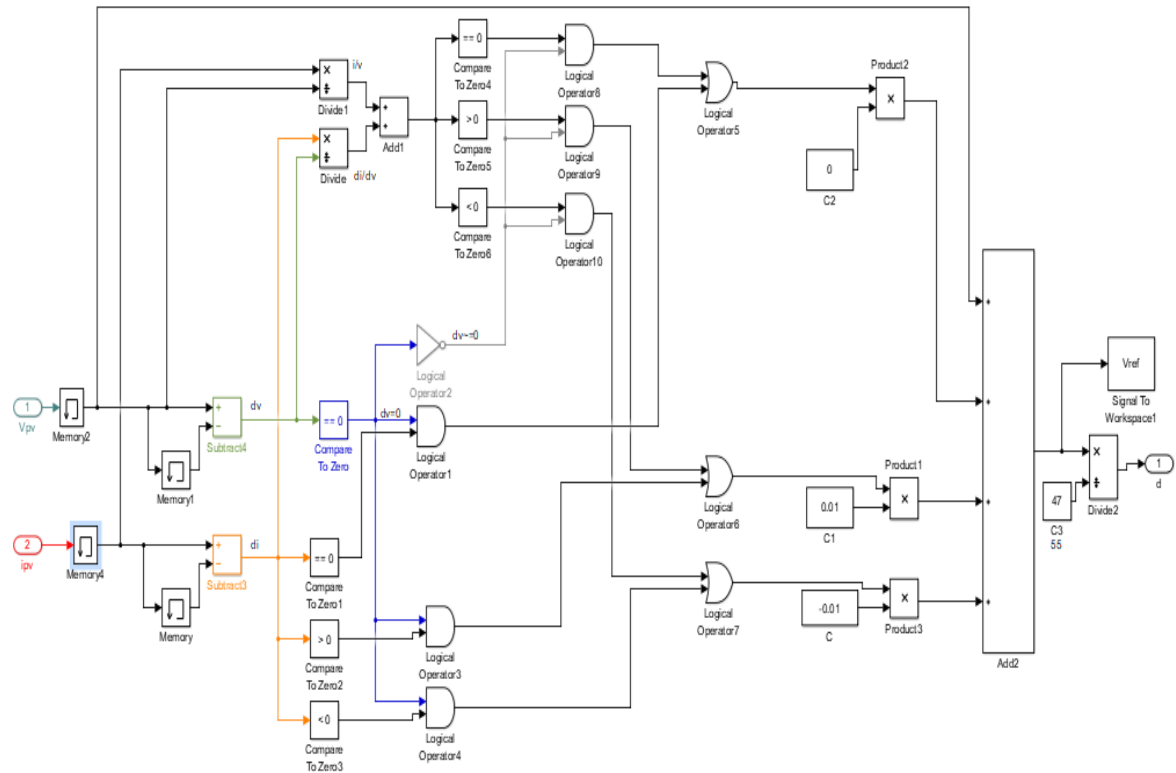 == 0
Compare
To Zero4
Logical
Operator8
i/v
×
÷
Divide1
+
+
Add1
> 0
Compare
To Zero5
Logical
Operator9
×
÷
Divide
di/dv
< 0
Compare
To Zero6
Logical
Operator10
Logical
Operator5
Product2
×
0
C2
dv~=0
Logical
Operator2
1
Vpv
Memory2
Memory1
+
−
Subtract4
dv
== 0
Compare
To Zero
dv=0
Logical
Operator1
2
ipv
Memory4
Memory
+
−
Subtract3
di
== 0
Compare
To Zero1
> 0
Compare
To Zero2
Logical
Operator3
< 0
Compare
To Zero3
Logical
Operator4
Logical
Operator6
Product1
×
0.01
C1
Logical
Operator7
-0.01
C
×
Product3
+
+
+
+
Add2
Vref
Signal To
Workspace1
47
C3
55
×
÷
Divide2
1
d